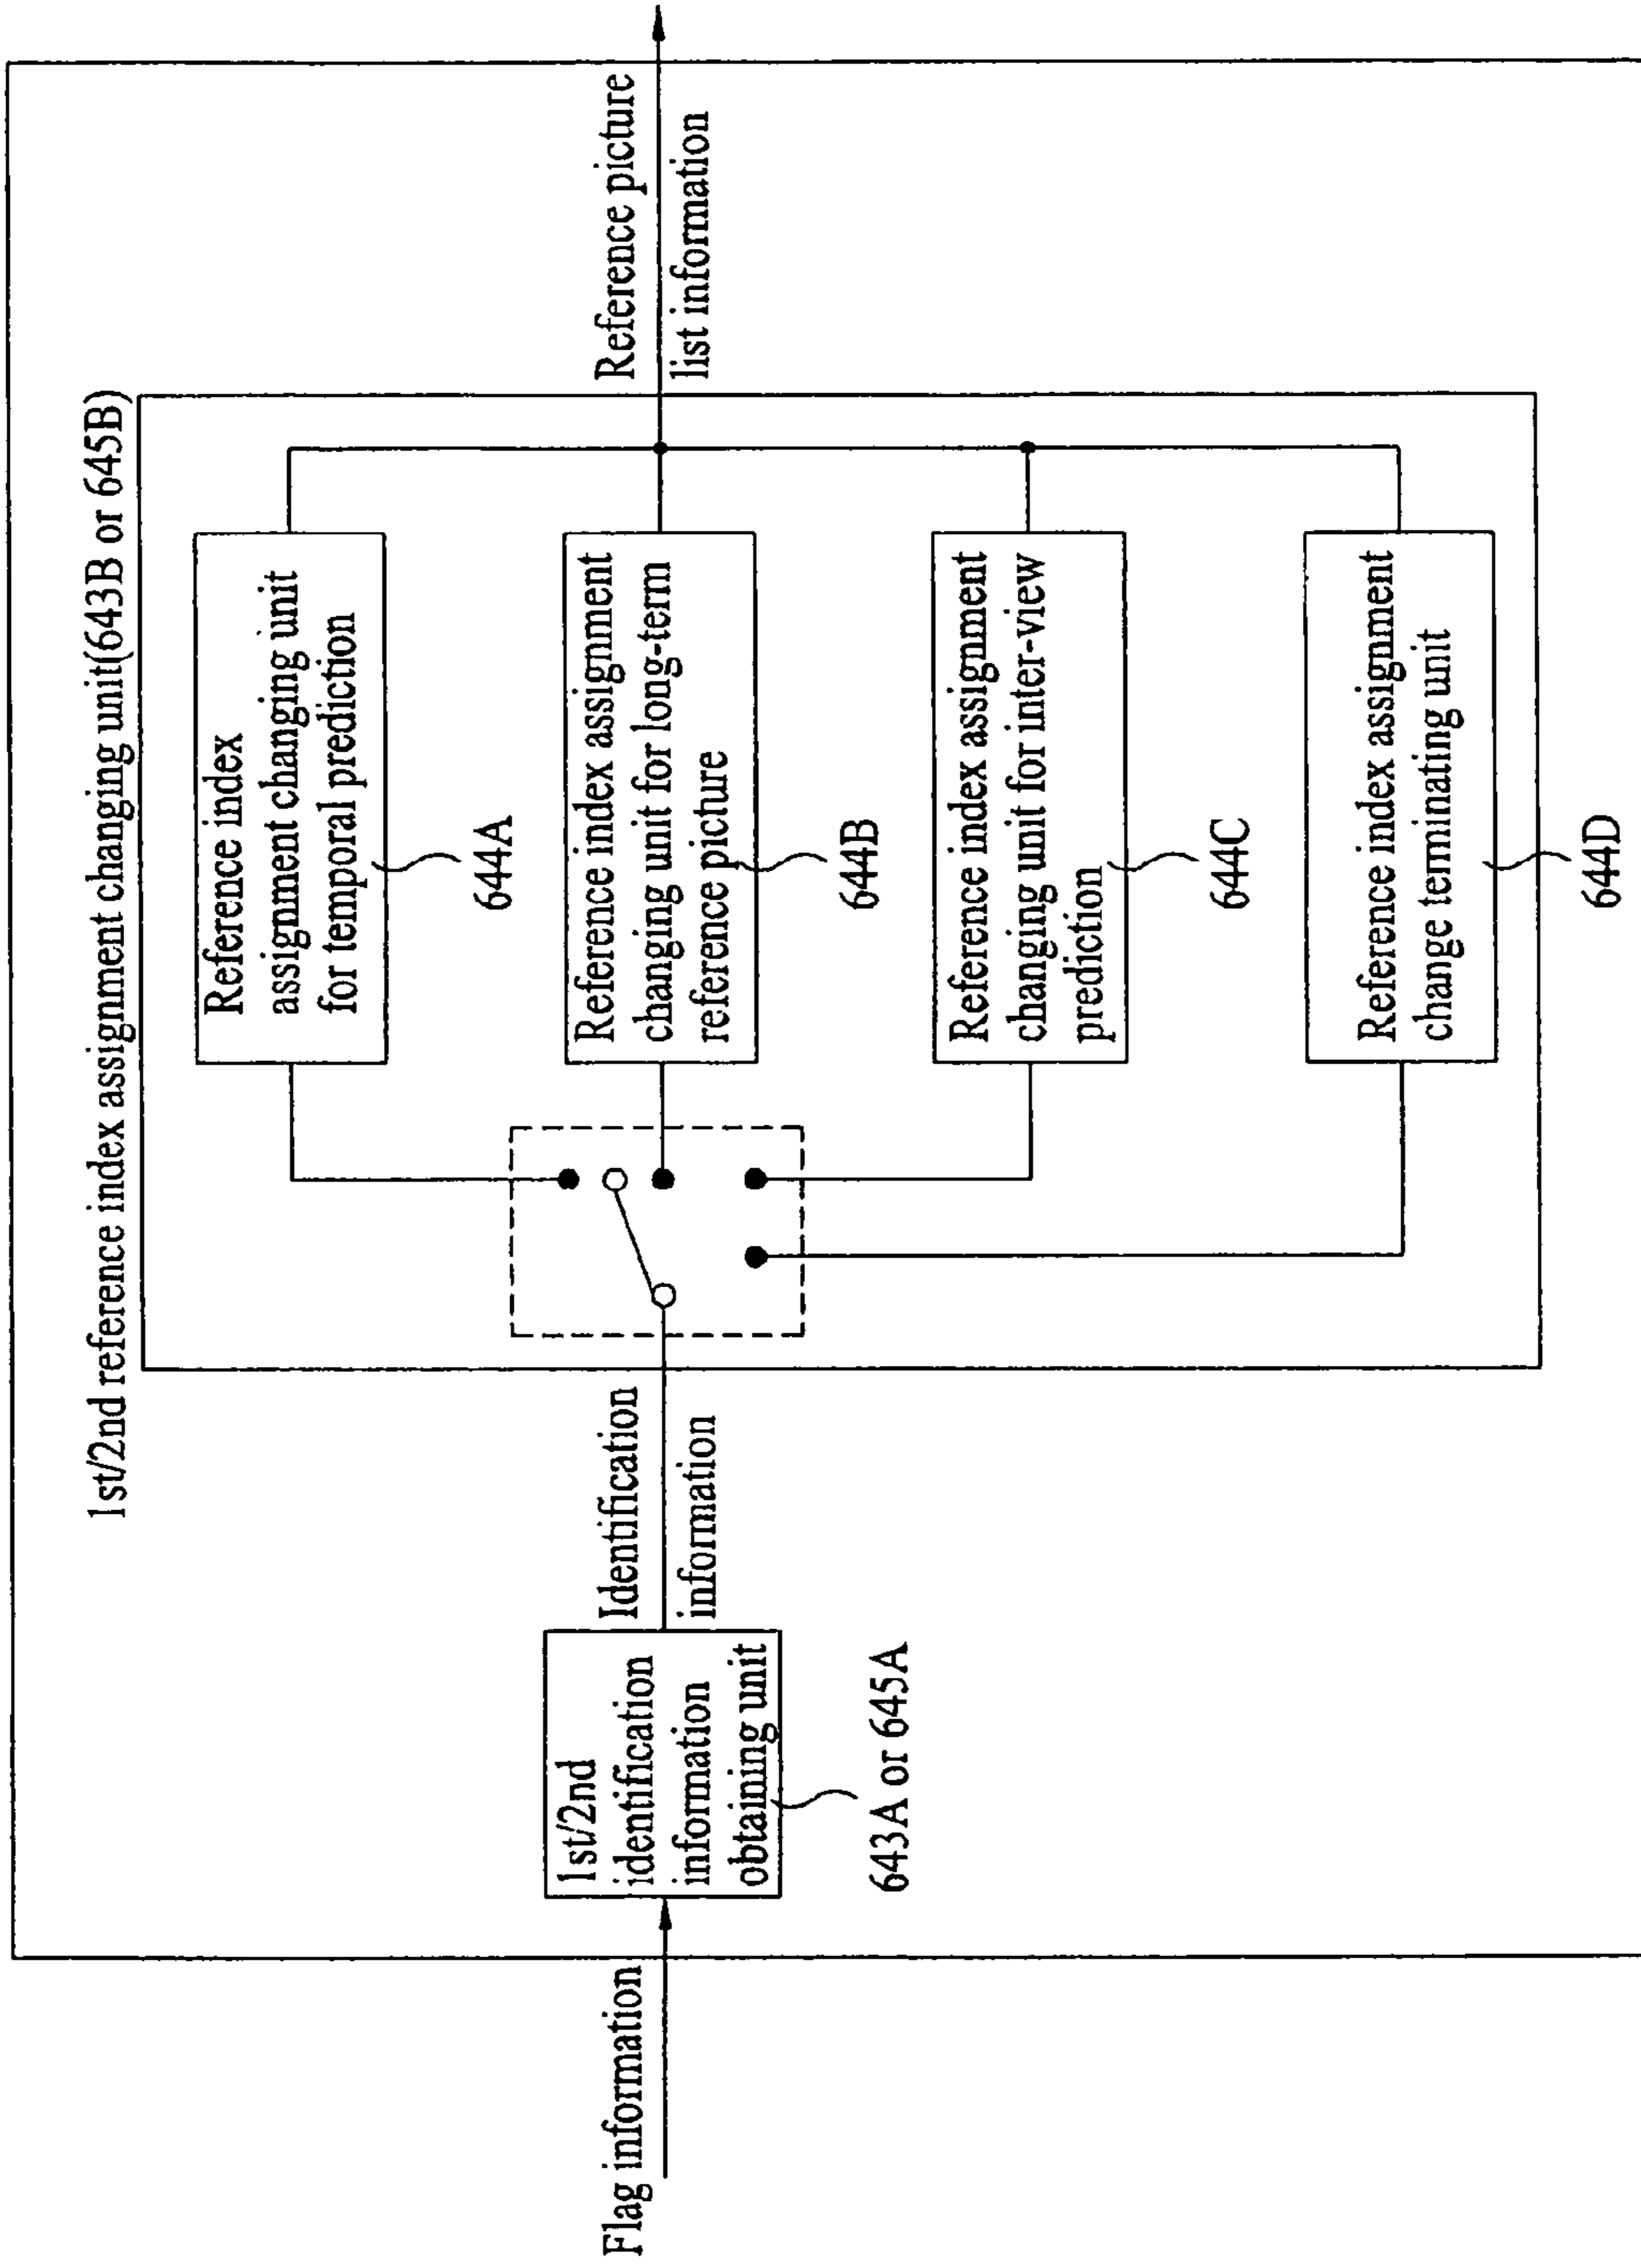 1st/2nd reference index assignment changing unit(643B or 645B)
Flag information
1st/2nd
identification
information
obtaining unit
643A or 645A
Identification
information
Reference index
assignment changing unit
for temporal prediction
644A
Reference index assignment
changing unit for long-term
reference picture
644B
Reference index assignment
changing unit for inter-view
prediction
644C
Reference index assignment
change terminating unit
644D
Reference picture
list information